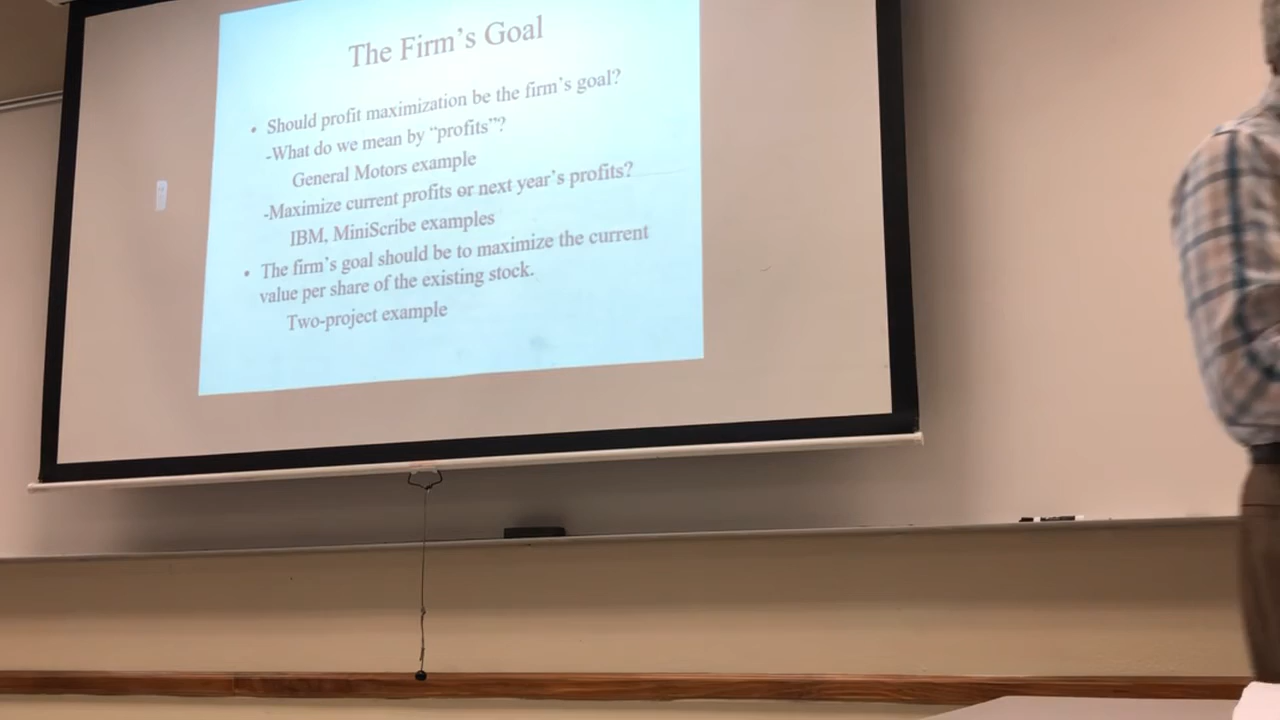 The Firm's Goal
• Should profit maximization be the firm's goal?
-What do we mean by “profits”?
General Motors example
-Maximize current profits or next year's profits?
IBM, MiniScribe examples
• The firm's goal should be to maximize the current
value per share of the existing stock.
Two-project example